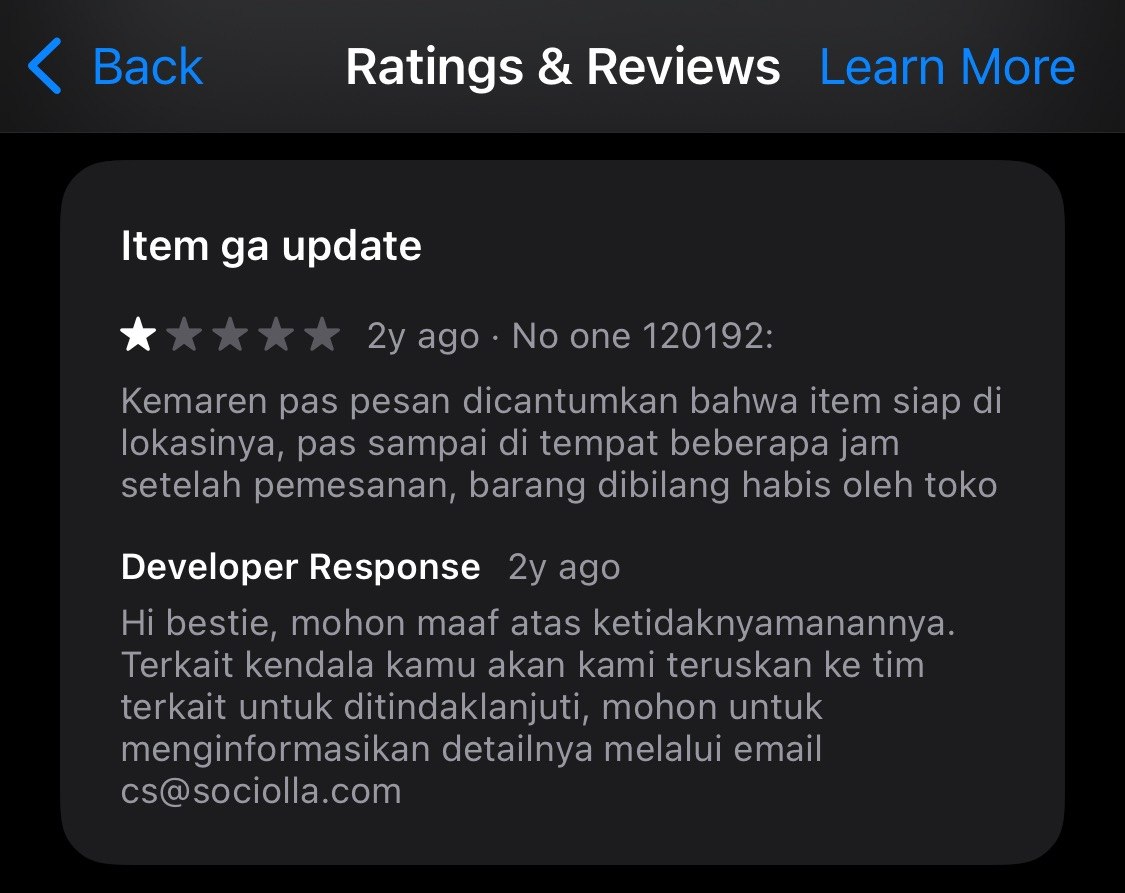 Back Ratings & Reviews Learn More
Item ga update
2y ago · No one 120192:
Kemaren pas pesan dicantumkan bahwa item siap di
lokasinya, pas sampai di tempat beberapa jam
setelah pemesanan, barang dibilang habis oleh toko
Developer Response 2y ago
Hi bestie, mohon maaf atas ketidaknyamanannya.
Terkait kendala kamu akan kami teruskan ke tim
terkait untuk ditindaklanjuti, mohon untuk
menginformasikan detailnya melalui email
cs@sociolla.com